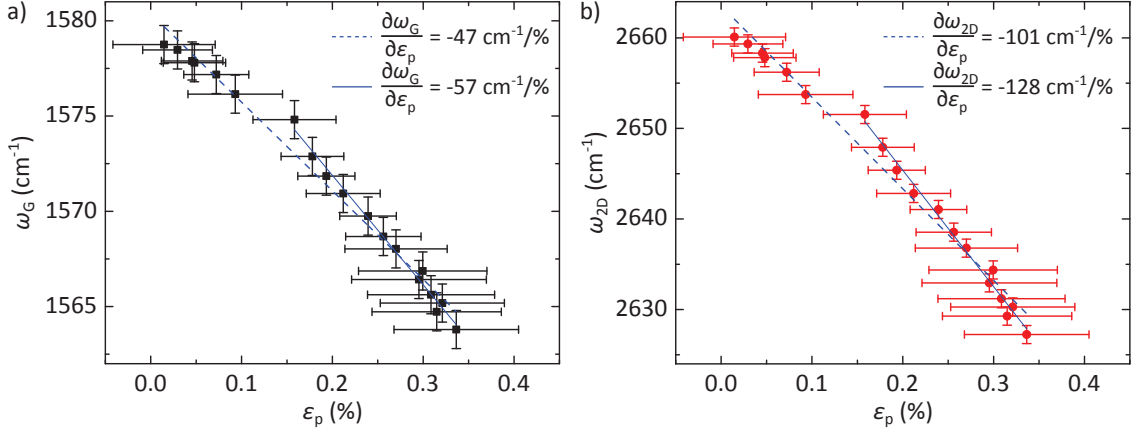 a)
∂ω_G/∂ε_p = -47 cm⁻¹/%
∂ω_G/∂ε_p = -57 cm⁻¹/%
1580
1575
1570
1565
ω_G (cm⁻¹)
0.0 0.1 0.2 0.3 0.4
ε_p (%)
b)
∂ω_2D/∂ε_p = -101 cm⁻¹/%
∂ω_2D/∂ε_p = -128 cm⁻¹/%
2660
2650
2640
2630
ω_2D (cm⁻¹)
0.0 0.1 0.2 0.3 0.4
ε_p (%)